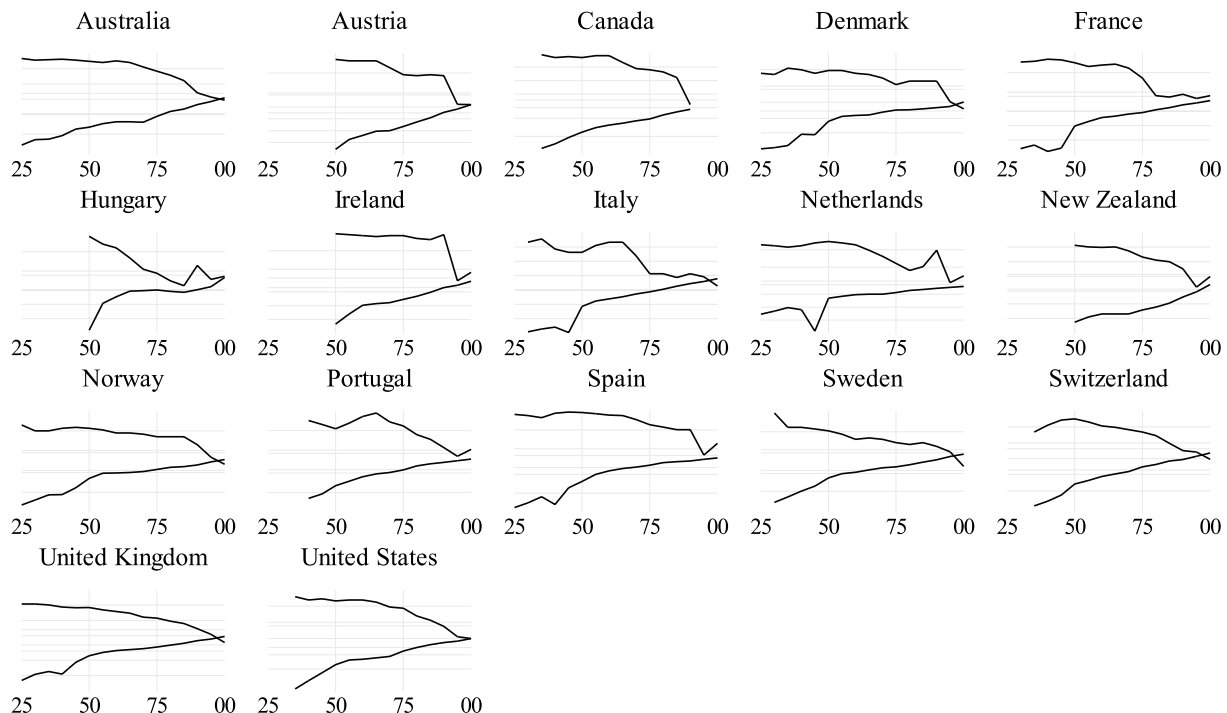 Australia Austria Canada Denmark France
25 50 75 00 25 50 75 00 25 50 75 00 25 50 75 00 25 50 75 00
Hungary Ireland Italy Netherlands New Zealand
25 50 75 00 25 50 75 00 25 50 75 00 25 50 75 00 25 50 75 00
Norway Portugal Spain Sweden Switzerland
25 50 75 00 25 50 75 00 25 50 75 00 25 50 75 00 25 50 75 00
United Kingdom United States
25 50 75 00 25 50 75 00